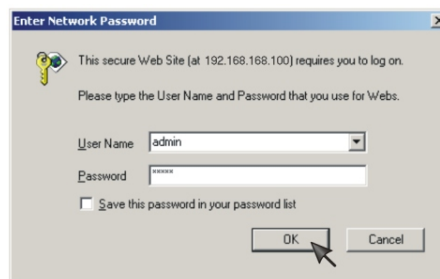 Enter Network Password
This secure Web Site (at 192.168.168.100) requires you to log on.
Please type the User Name and Password that you use for Webs.
User Name admin
Password xxxxx
Save this password in your password list
OK Cancel